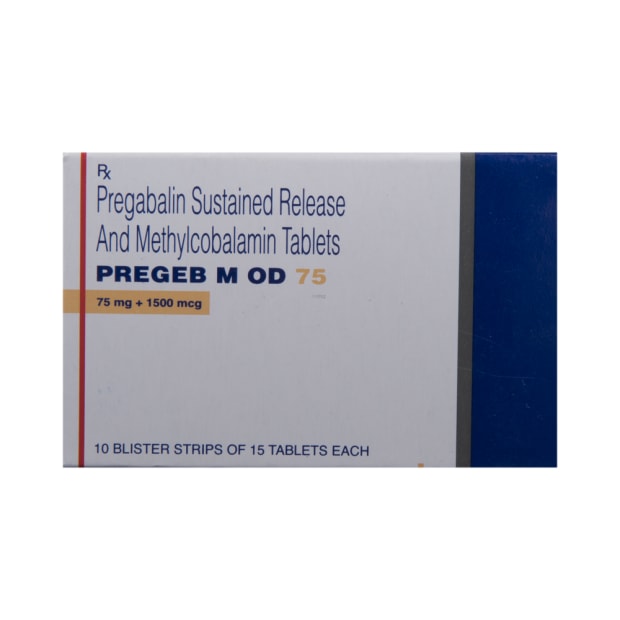 Rx
Pregabalin Sustained Release
And Methylcobalamin Tablets
PREGEB M OD 75
75 mg + 1500 mcg
10 BLISTER STRIPS OF 15 TABLETS EACH